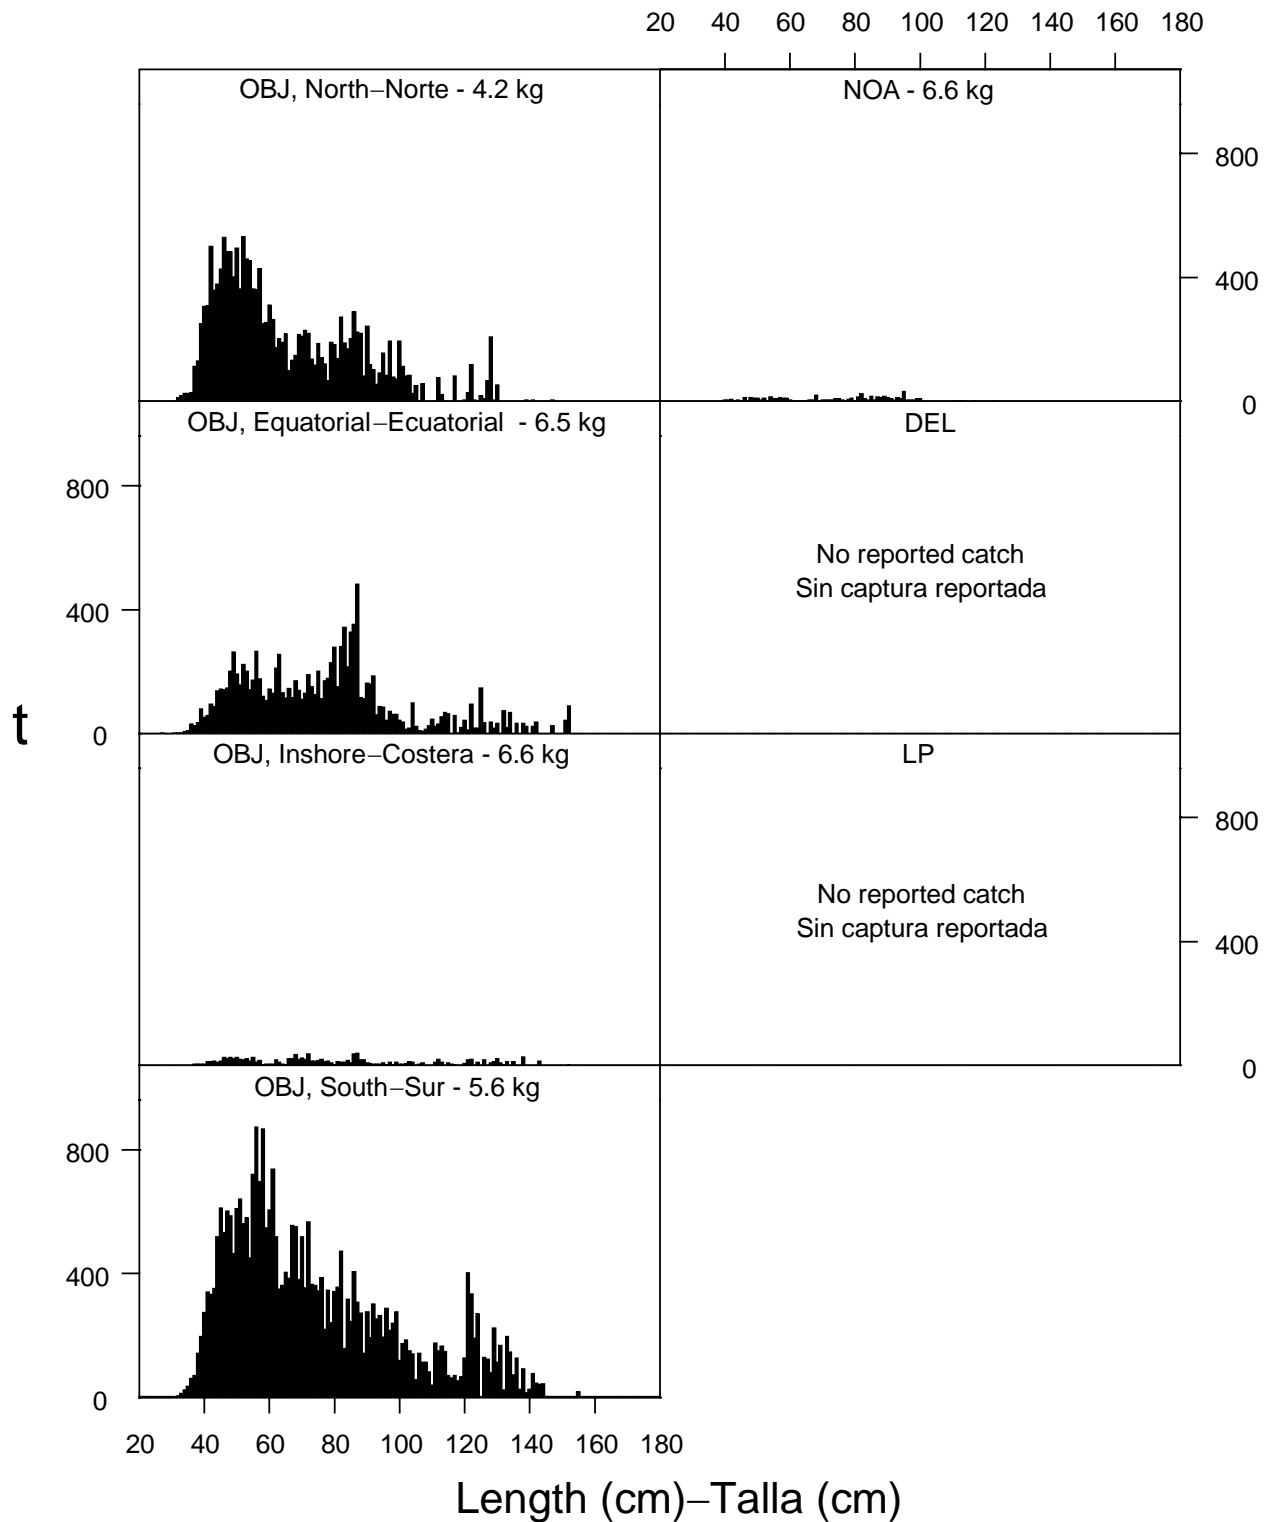 20 40 60 80 100 120 140 160 180
OBJ, North–Norte - 4.2 kg
NOA - 6.6 kg
800
400
0
OBJ, Equatorial–Ecuatorial - 6.5 kg
DEL
800
400
0
No reported catch
Sin captura reportada
t
OBJ, Inshore–Costera - 6.6 kg
LP
800
400
0
No reported catch
Sin captura reportada
OBJ, South–Sur - 5.6 kg
800
400
0
20 40 60 80 100 120 140 160 180
Length (cm)–Talla (cm)